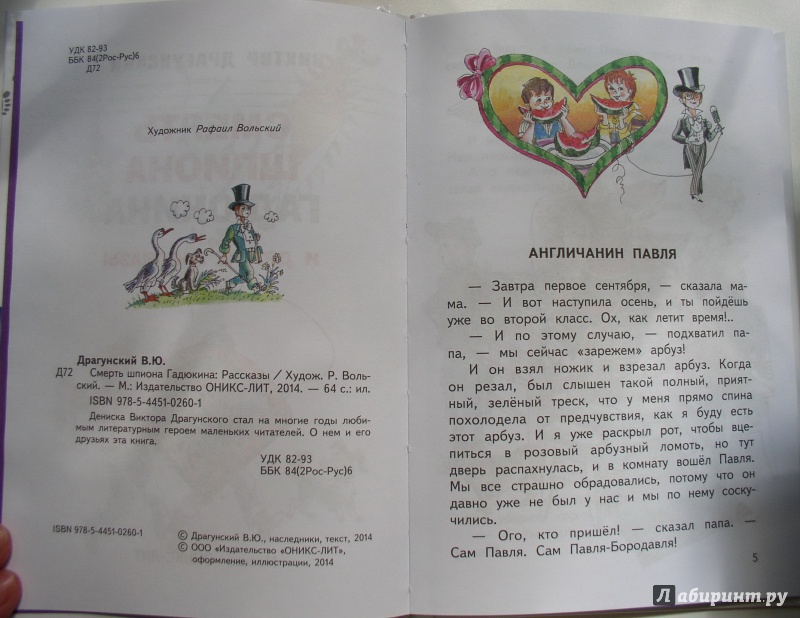 УДК 82-93
ББК 84(2Рос-Рус)6
Д72
Художник Рафаил Вольский
Драгунский В.Ю.
Д72 Смерть шпиона Гадюкина: Рассказы / Худож. Р. Воль-
ский. — М.: Издательство ОНИКС-ЛИТ, 2014. — 64 с.: ил.
ISBN 978-5-4451-0260-1
Дениска Виктора Драгунского стал на многие годы люби-
мым литературным героем маленьких читателей. О нем и его
друзьях эта книга.
УДК 82-93
ББК 84(2Рос-Рус)6
ISBN 978-5-4451-0260-1
© Драгунский В.Ю., наследники, текст, 2014
© ООО «Издательство «ОНИКС-ЛИТ»,
оформление, иллюстрации, 2014
АНГЛИЧАНИН ПАВЛЯ
— Завтра первое сентября, — сказала ма-
ма. — И вот наступила осень, и ты пойдёшь
уже во второй класс. Ох, как летит время!..
— И по этому случаю, — подхватил па-
па, — мы сейчас «зарежем» арбуз!
И он взял ножик и взрезал арбуз. Когда
он резал, был слышен такой полный, прият-
ный, зелёный треск, что у меня прямо спина
похолодела от предчувствия, как я буду есть
этот арбуз. И я уже раскрыл рот, чтобы вце-
питься в розовый арбузный ломоть, но тут
дверь распахнулась, и в комнату вошёл Павля.
Мы все страшно обрадовались, потому что он
давно уже не был у нас и мы по нему соску-
чились.
— Ого, кто пришёл! — сказал папа. —
Сам Павля. Сам Павля-Бородавля!
5
Лабиринт.ру